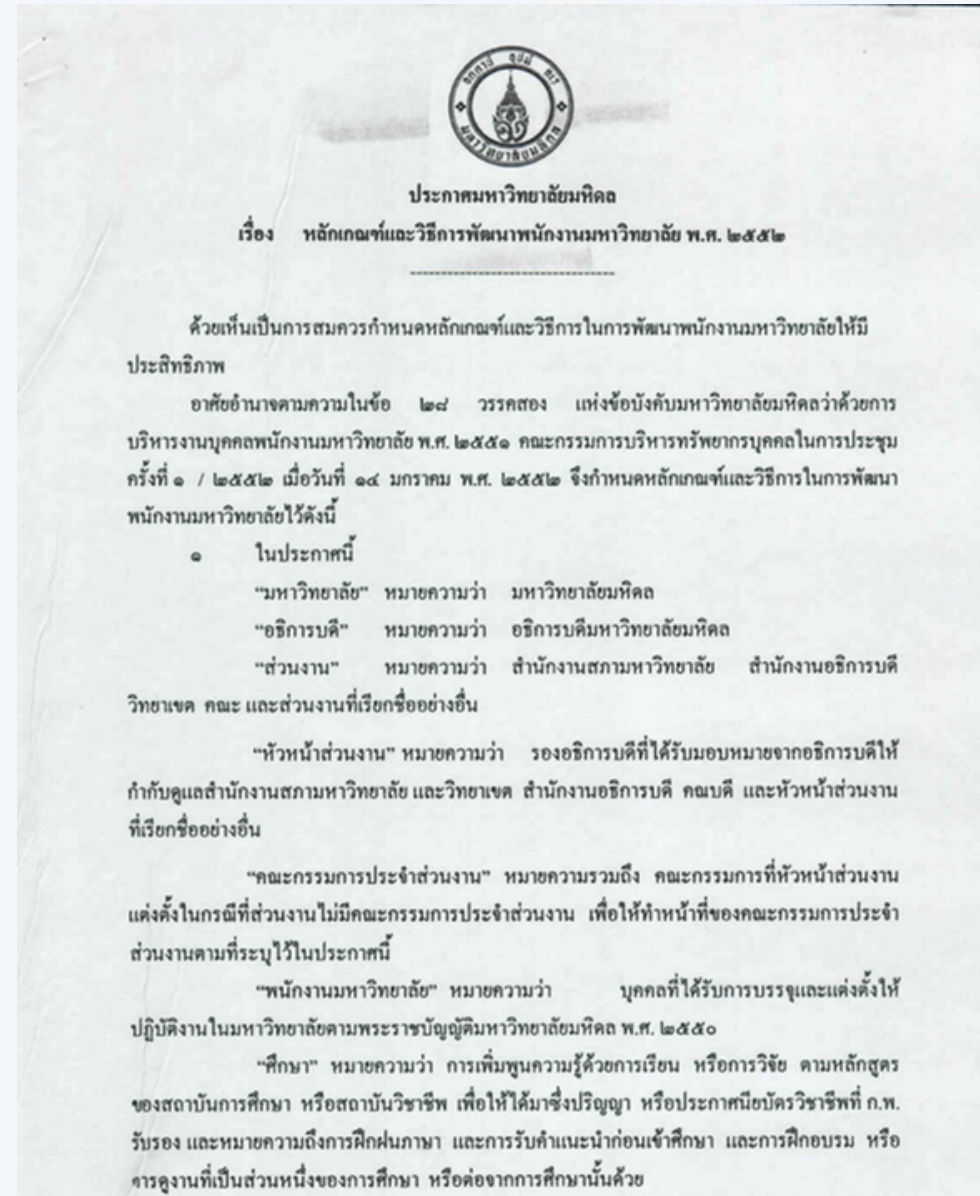 อตฺตานํ อุปมํ กเร
มหาวิทยาลัยมหิดล
ประกาศมหาวิทยาลัยมหิดล
เรื่อง หลักเกณฑ์และวิธีการพัฒนาพนักงานมหาวิทยาลัย พ.ศ. ๒๕๕๒
--------------------------------
ด้วยเห็นเป็นการสมควรกำหนดหลักเกณฑ์และวิธีการในการพัฒนาพนักงานมหาวิทยาลัยให้มี
ประสิทธิภาพ
อาศัยอำนาจตามความในข้อ ๒๘ วรรคสอง แห่งข้อบังคับมหาวิทยาลัยมหิดลว่าด้วยการ
บริหารงานบุคคลพนักงานมหาวิทยาลัย พ.ศ. ๒๕๕๑ คณะกรรมการบริหารทรัพยากรบุคคลในการประชุม
ครั้งที่ ๑ / ๒๕๕๒ เมื่อวันที่ ๑๔ มกราคม พ.ศ. ๒๕๕๒ จึงกำหนดหลักเกณฑ์และวิธีการในการพัฒนา
พนักงานมหาวิทยาลัยไว้ดังนี้
๑ ในประกาศนี้
“มหาวิทยาลัย” หมายความว่า มหาวิทยาลัยมหิดล
“อธิการบดี” หมายความว่า อธิการบดีมหาวิทยาลัยมหิดล
“ส่วนงาน” หมายความว่า สำนักงานสภามหาวิทยาลัย สำนักงานอธิการบดี
วิทยาเขต คณะ และส่วนงานที่เรียกชื่ออย่างอื่น
“หัวหน้าส่วนงาน” หมายความว่า รองอธิการบดีที่ได้รับมอบหมายจากอธิการบดีให้
กำกับดูแลสำนักงานสภามหาวิทยาลัย และวิทยาเขต สำนักงานอธิการบดี คณบดี และหัวหน้าส่วนงาน
ที่เรียกชื่ออย่างอื่น
“คณะกรรมการประจำส่วนงาน” หมายความรวมถึง คณะกรรมการที่หัวหน้าส่วนงาน
แต่งตั้งในกรณีที่ส่วนงานไม่มีคณะกรรมการประจำส่วนงาน เพื่อให้ทำหน้าที่ของคณะกรรมการประจำ
ส่วนงานตามที่ระบุไว้ในประกาศนี้
“พนักงานมหาวิทยาลัย” หมายความว่า บุคคลที่ได้รับการบรรจุและแต่งตั้งให้
ปฏิบัติงานในมหาวิทยาลัยตามพระราชบัญญัติมหาวิทยาลัยมหิดล พ.ศ. ๒๕๕๐
“ศึกษา” หมายความว่า การเพิ่มพูนความรู้ด้วยการเรียน หรือการวิจัย ตามหลักสูตร
ของสถาบันการศึกษา หรือสถาบันวิชาชีพ เพื่อให้ได้มาซึ่งปริญญา หรือประกาศนียบัตรวิชาชีพที่ ก.พ.
รับรอง และหมายความถึงการฝึกฝนภาษา และการรับคำแนะนำก่อนเข้าศึกษา และการฝึกอบรม หรือ
การดูงานที่เป็นส่วนหนึ่งของการศึกษา หรือต่อจากการศึกษานั้นด้วย